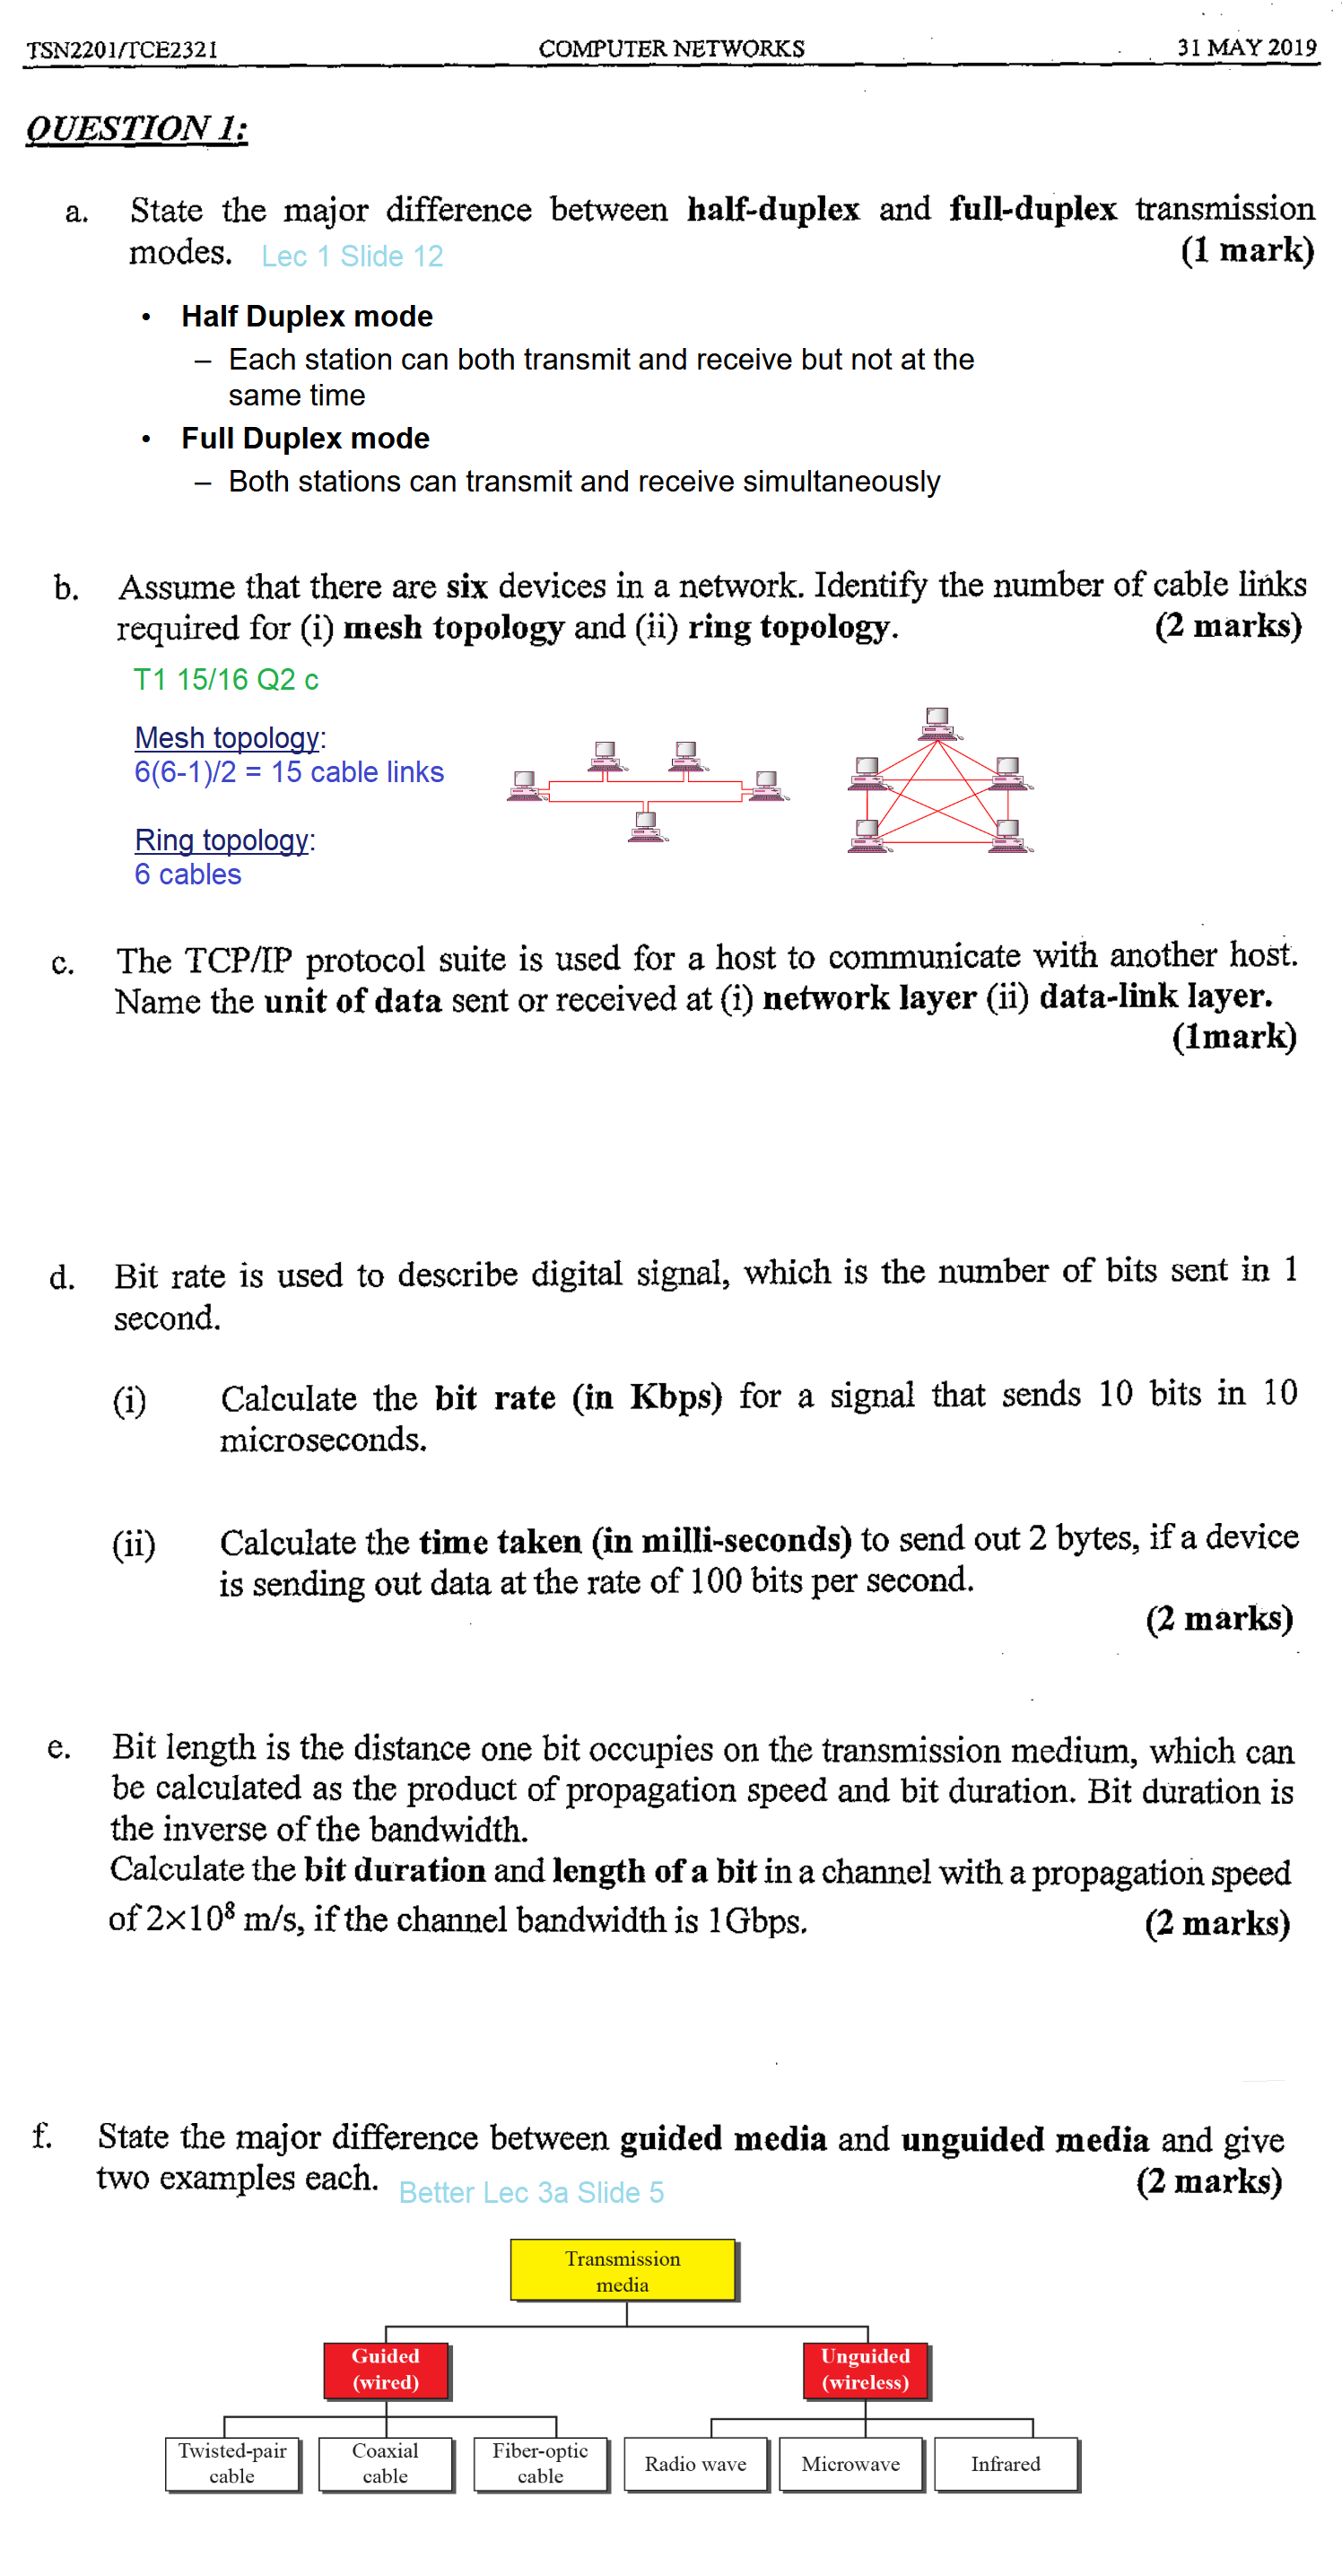 TSN2201/TCE2321 COMPUTER NETWORKS 31 MAY 2019
QUESTION 1:
a. State the major difference between half-duplex and full-duplex transmission
modes. Lec 1 Slide 12 (1 mark)
• Half Duplex mode
– Each station can both transmit and receive but not at the
same time
• Full Duplex mode
– Both stations can transmit and receive simultaneously
b. Assume that there are six devices in a network. Identify the number of cable links
required for (i) mesh topology and (ii) ring topology. (2 marks)
T1 15/16 Q2 c
Mesh topology:
6(6-1)/2 = 15 cable links
Ring topology:
6 cables
c. The TCP/IP protocol suite is used for a host to communicate with another host.
Name the unit of data sent or received at (i) network layer (ii) data-link layer.
(1mark)
d. Bit rate is used to describe digital signal, which is the number of bits sent in 1
second.
(i) Calculate the bit rate (in Kbps) for a signal that sends 10 bits in 10
microseconds.
(ii) Calculate the time taken (in milli-seconds) to send out 2 bytes, if a device
is sending out data at the rate of 100 bits per second.
(2 marks)
e. Bit length is the distance one bit occupies on the transmission medium, which can
be calculated as the product of propagation speed and bit duration. Bit duration is
the inverse of the bandwidth.
Calculate the bit duration and length of a bit in a channel with a propagation speed
of 2×10⁸ m/s, if the channel bandwidth is 1Gbps. (2 marks)
f. State the major difference between guided media and unguided media and give
two examples each. Better Lec 3a Slide 5 (2 marks)
Transmission
media
Guided
(wired)
Unguided
(wireless)
Twisted-pair
cable
Coaxial
cable
Fiber-optic
cable
Radio wave
Microwave
Infrared